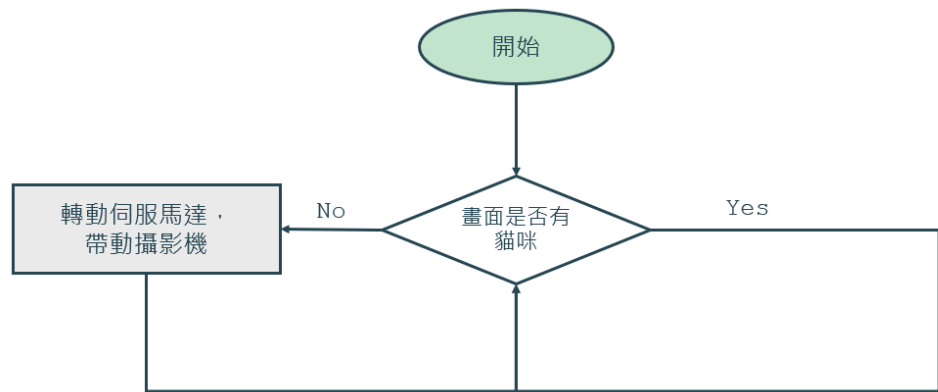 開始
畫面是否有
貓咪
Yes
No
轉動伺服馬達，
帶動攝影機